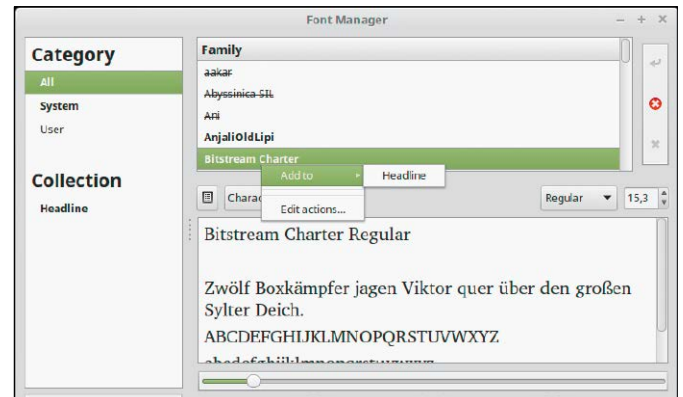 Font Manager
Category
All
System
User
Collection
Headline
Family
aakar
Abyssinica SIL
Ani
AnjaliOldLipi
Bitstream Charter
Add to
Headline
Edit actions...
Charac
Regular
15,3
Bitstream Charter Regular
Zwölf Boxkämpfer jagen Viktor quer über den großen
Sylter Deich.
ABCDEFGHIJKLMNOPQRSTUVWXYZ